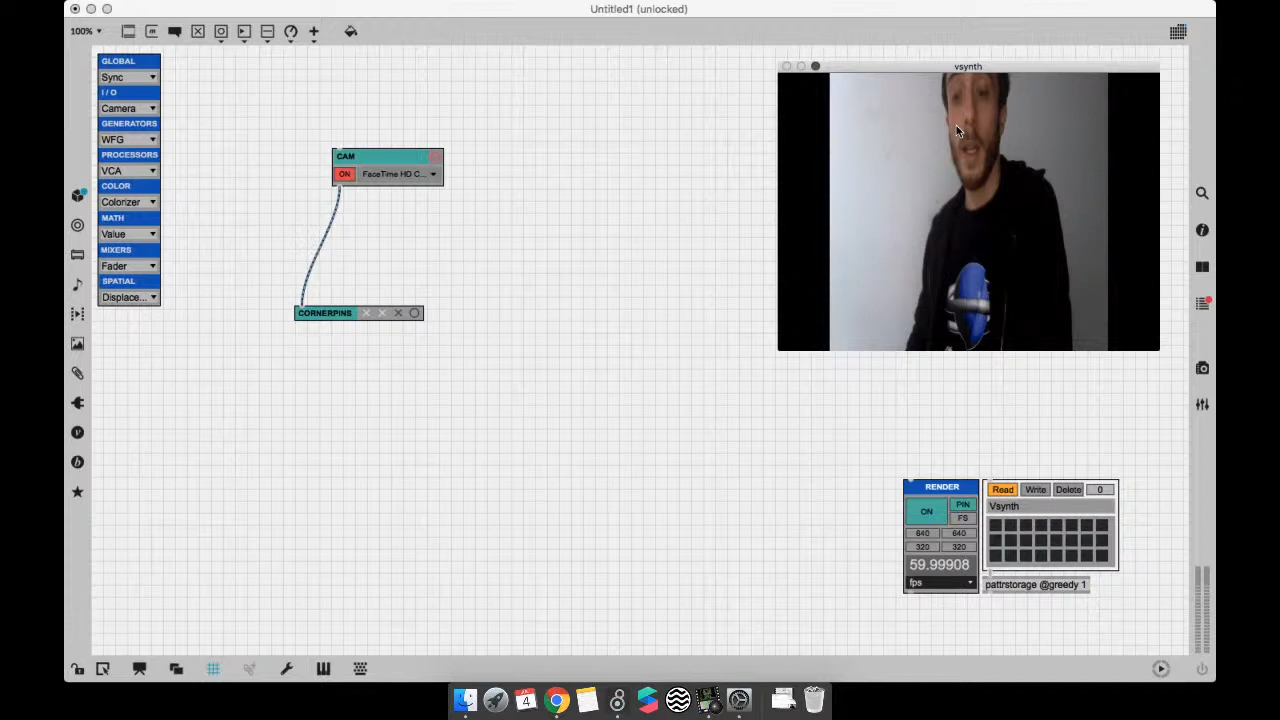 Untitled1 (unlocked)
100%
GLOBAL
Sync
I / O
Camera
GENERATORS
WFG
PROCESSORS
VCA
COLOR
Colorizer
MATH
Value
MIXERS
Fader
SPATIAL
Displace...
CAM
ON FaceTime HD C...
CORNERPINS
vsynth
RENDER
ON PIN
FS
640 640
320 320
59.99908
fps
Read Write Delete 0
Vsynth
pattrstorage @greedy 1
4